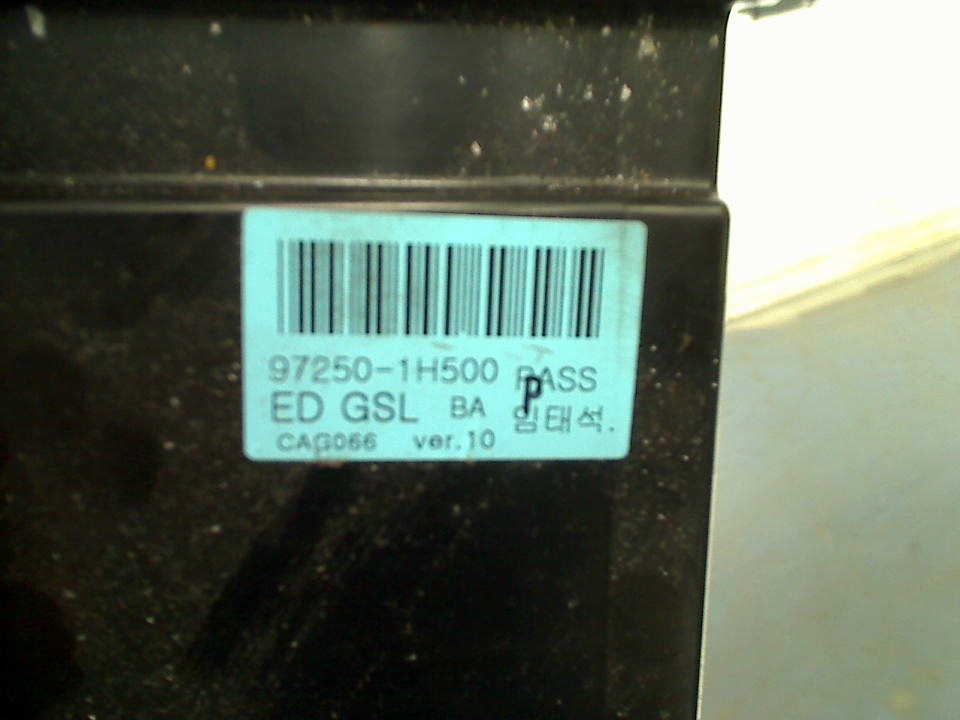 97250-1H500 PASS
ED GSL BA 임태석.
CAG066 ver.10
P